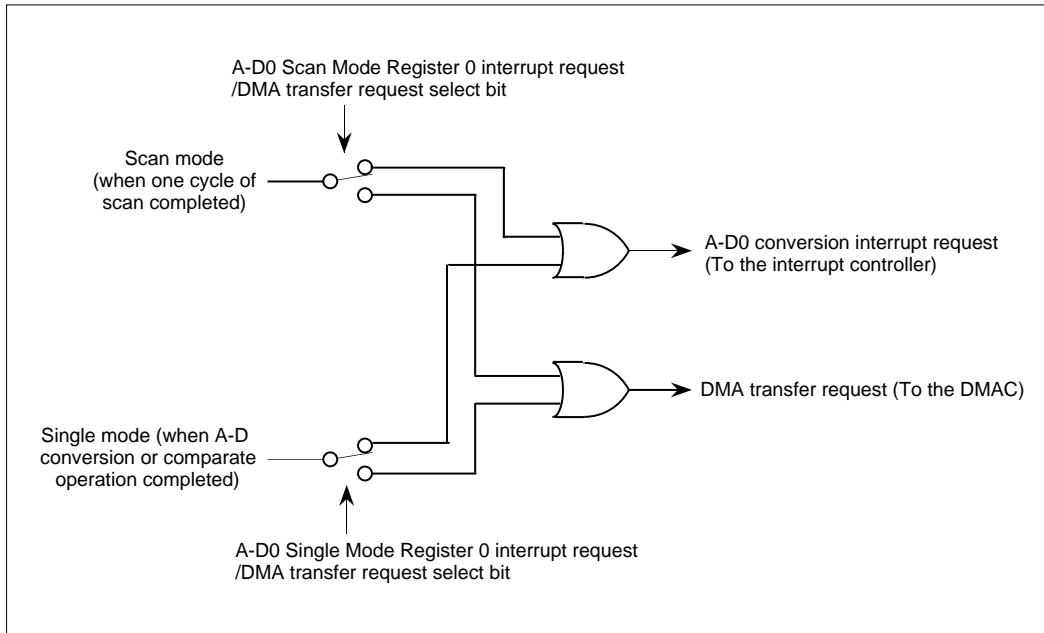 A-D0 Scan Mode Register 0 interrupt request
/DMA transfer request select bit
Scan mode
(when one cycle of
scan completed)
A-D0 conversion interrupt request
(To the interrupt controller)
DMA transfer request (To the DMAC)
Single mode (when A-D
conversion or comparate
operation completed)
A-D0 Single Mode Register 0 interrupt request
/DMA transfer request select bit